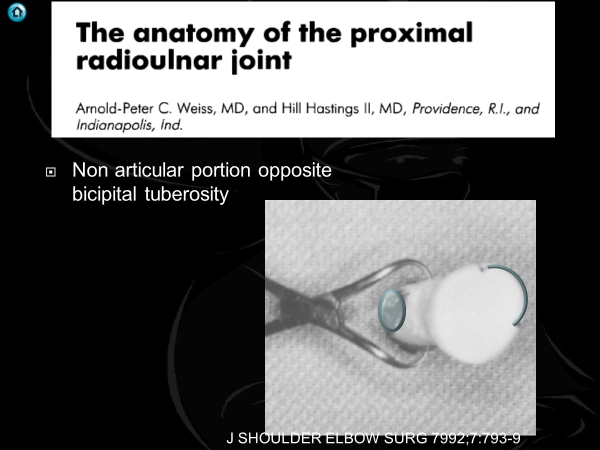 The anatomy of the proximal
radioulnar joint
Arnold-Peter C. Weiss, MD, and Hill Hastings II, MD, Providence, R.I., and
Indianapolis, Ind.
Non articular portion opposite
bicipital tuberosity
J SHOULDER ELBOW SURG 7992;7:793-9